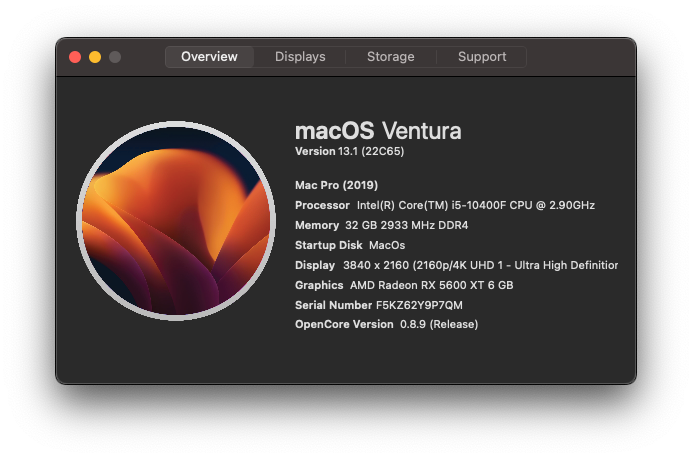 Overview Displays Storage Support
macOS Ventura
Version 13.1 (22C65)
Mac Pro (2019)
Processor Intel(R) Core(TM) i5-10400F CPU @ 2.90GHz
Memory 32 GB 2933 MHz DDR4
Startup Disk MacOs
Display 3840 x 2160 (2160p/4K UHD 1 - Ultra High Definition
Graphics AMD Radeon RX 5600 XT 6 GB
Serial Number F5KZ62Y9P7QM
OpenCore Version 0.8.9 (Release)